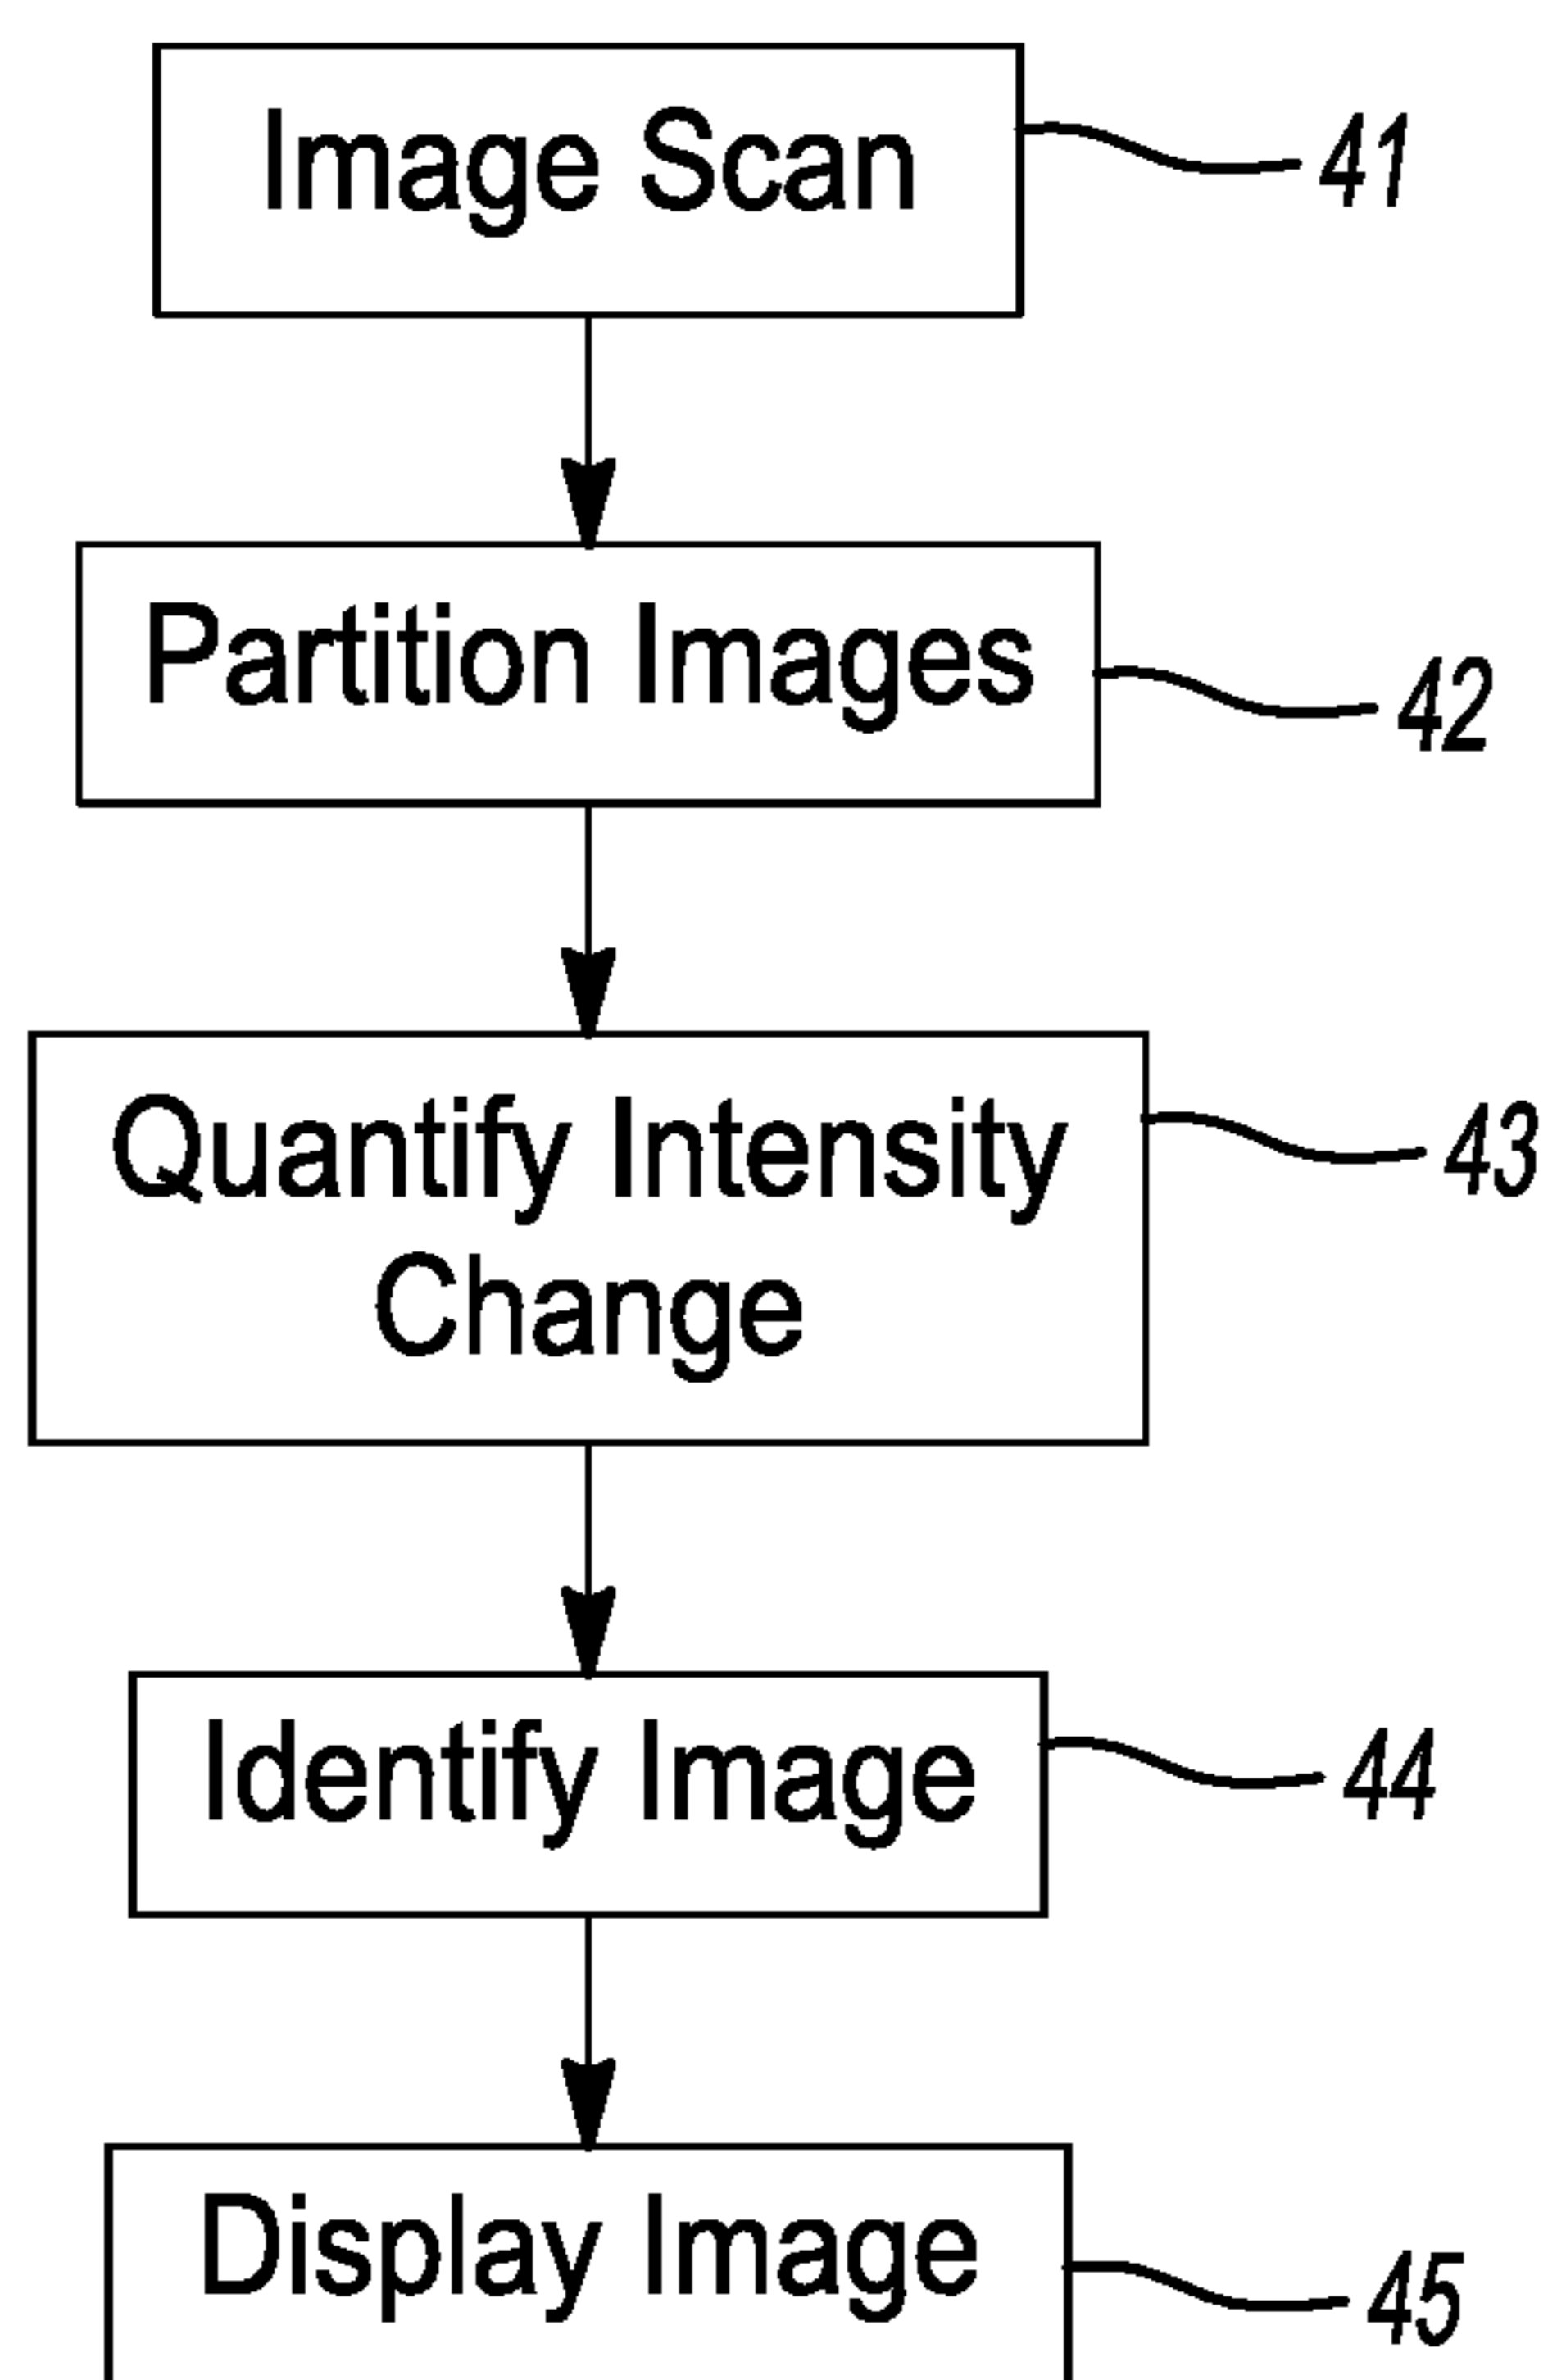 Image Scan
41
Partition Images
42
Quantify Intensity
Change
43
Identify Image
44
Display Image
45